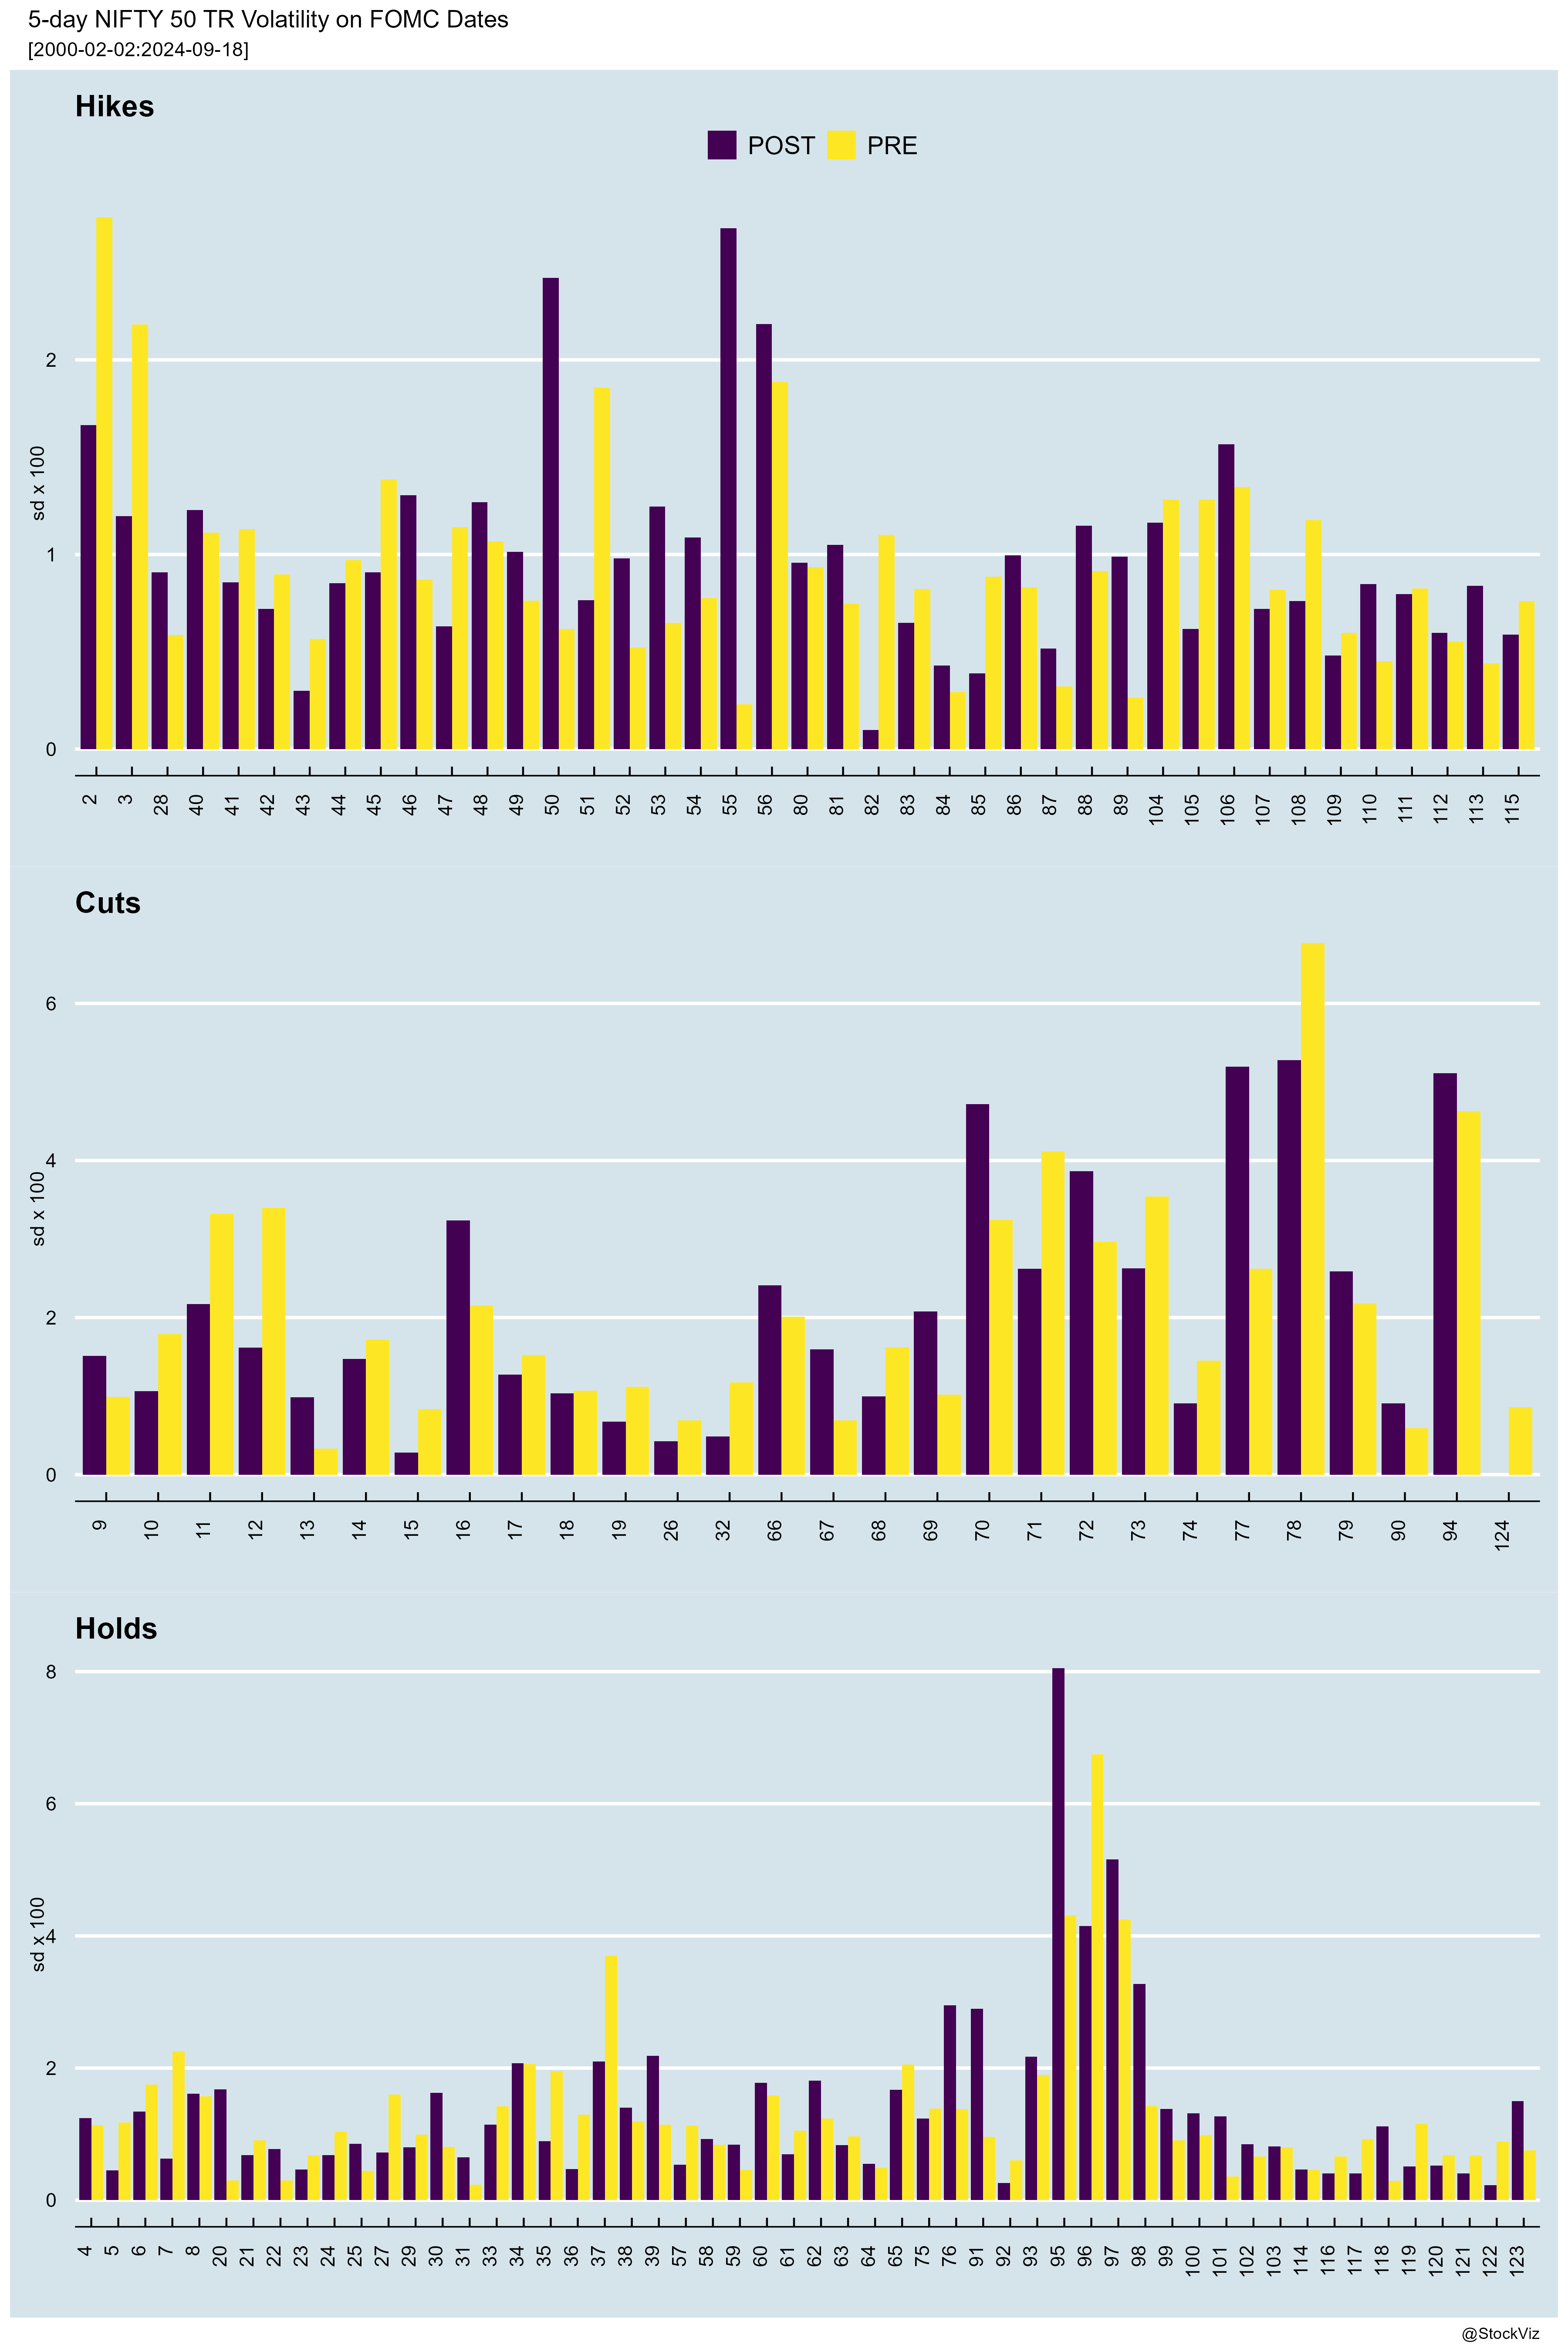 5-day NIFTY 50 TR Volatility on FOMC Dates
[2000-02-02:2024-09-18]
Hikes
POST PRE
sd x 100
2
1
0
2 3 28 40 41 42 43 44 45 46 47 48 49 50 51 52 53 54 55 56 80 81 82 83 84 85 86 87 88 89 104 105 106 107 108 109 110 111 112 113 115
Cuts
sd x 100
6
4
2
0
9 10 11 12 13 14 15 16 17 18 19 26 32 66 67 68 69 70 71 72 73 74 77 78 79 90 94 124
Holds
sd x 100
8
6
4
2
0
4 5 6 7 8 20 21 22 23 24 25 27 29 30 31 33 34 35 36 37 38 39 57 58 59 60 61 62 63 64 65 75 76 91 92 93 95 96 97 98 99 100 101 102 103 114 116 117 118 119 120 121 122 123
@StockViz